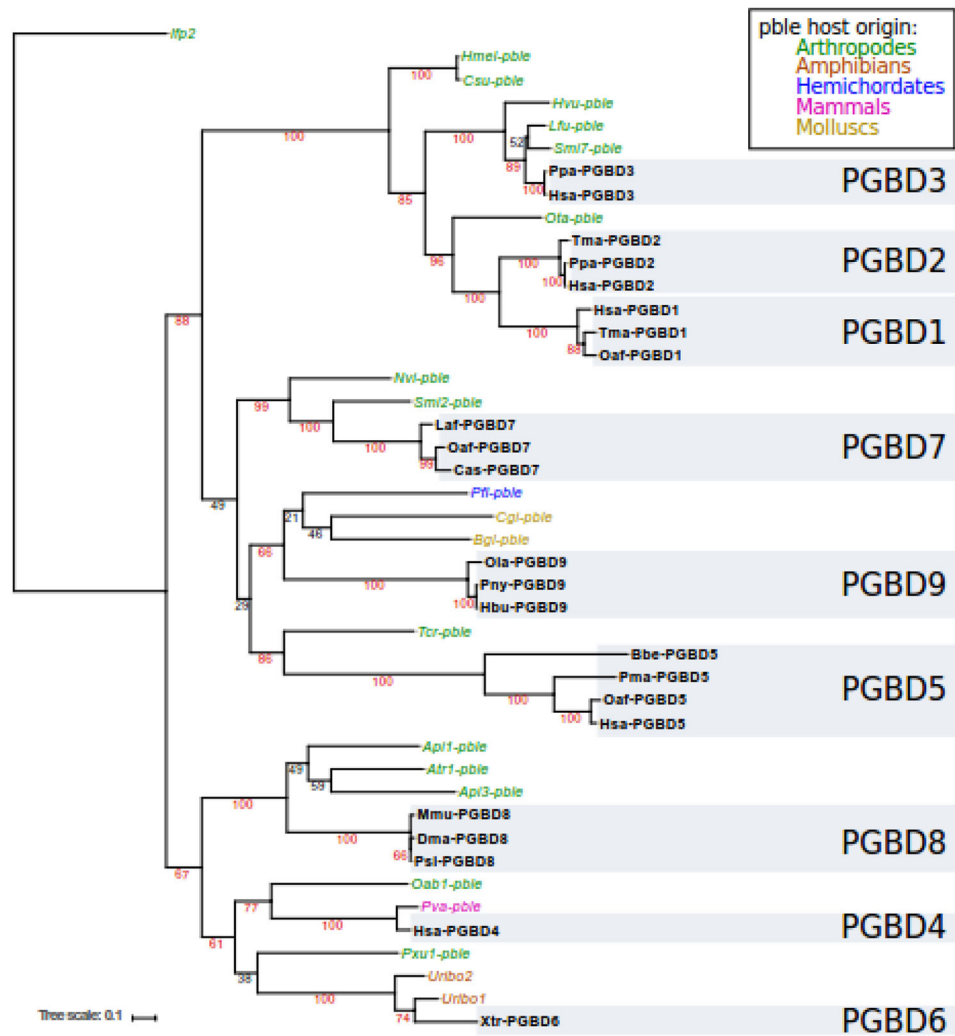 Ifp2
pble host origin:
Arthropodes
Amphibians
Hemichordates
Mammals
Molluscs
Hmel-pble
100
Csu-pble
100
Hvu-pble
100
Lfu-pble
52
Sml7-pble
89
Ppa-PGBD3
PGBD3
100
Hsa-PGBD3
85
Ota-pble
Tma-PGBD2
96
100
Ppa-PGBD2
PGBD2
100
Hsa-PGBD2
100
Hsa-PGBD1
88
100
Tma-PGBD1
PGBD1
88
Oaf-PGBD1
Nvi-pble
99
Sml2-pble
100
Laf-PGBD7
100
Oaf-PGBD7
PGBD7
99
Cas-PGBD7
49
Pfl-pble
21
Cgi-pble
46
Bgl-pble
66
Ola-PGBD9
100
Pny-PGBD9
PGBD9
29
100
Hbu-PGBD9
Tcr-pble
86
Bbe-PGBD5
100
Pma-PGBD5
PGBD5
100
Oaf-PGBD5
100
Hsa-PGBD5
Api1-pble
49
Atr1-pble
59
Api3-pble
100
Mmu-PGBD8
100
Dma-PGBD8
PGBD8
66
Psi-PGBD8
67
Oab1-pble
77
Pva-pble
100
Hsa-PGBD4
PGBD4
61
Pxu1-pble
38
Uribo2
100
Uribo1
Tree scale: 0.1
74
Xtr-PGBD6
PGBD6